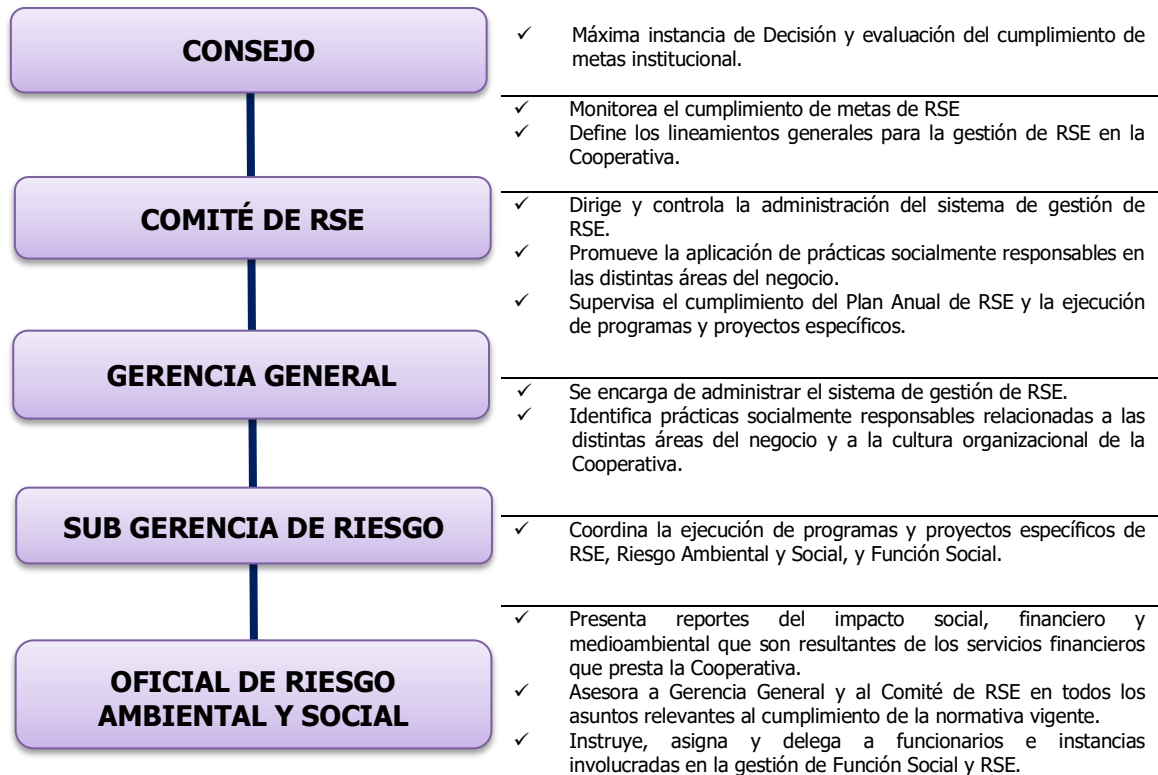 CONSEJO
✓ Máxima instancia de Decisión y evaluación del cumplimiento de
metas institucional.
✓ Monitorea el cumplimiento de metas de RSE
✓ Define los lineamientos generales para la gestión de RSE en la
Cooperativa.
COMITÉ DE RSE
✓ Dirige y controla la administración del sistema de gestión de
RSE.
✓ Promueve la aplicación de prácticas socialmente responsables en
las distintas áreas del negocio.
✓ Supervisa el cumplimiento del Plan Anual de RSE y la ejecución
de programas y proyectos específicos.
GERENCIA GENERAL
✓ Se encarga de administrar el sistema de gestión de RSE.
✓ Identifica prácticas socialmente responsables relacionadas a las
distintas áreas del negocio y a la cultura organizacional de la
Cooperativa.
SUB GERENCIA DE RIESGO
✓ Coordina la ejecución de programas y proyectos específicos de
RSE, Riesgo Ambiental y Social, y Función Social.
OFICIAL DE RIESGO
AMBIENTAL Y SOCIAL
✓ Presenta reportes del impacto social, financiero y
medioambiental que son resultantes de los servicios financieros
que presta la Cooperativa.
✓ Asesora a Gerencia General y al Comité de RSE en todos los
asuntos relevantes al cumplimiento de la normativa vigente.
✓ Instruye, asigna y delega a funcionarios e instancias
involucradas en la gestión de Función Social y RSE.